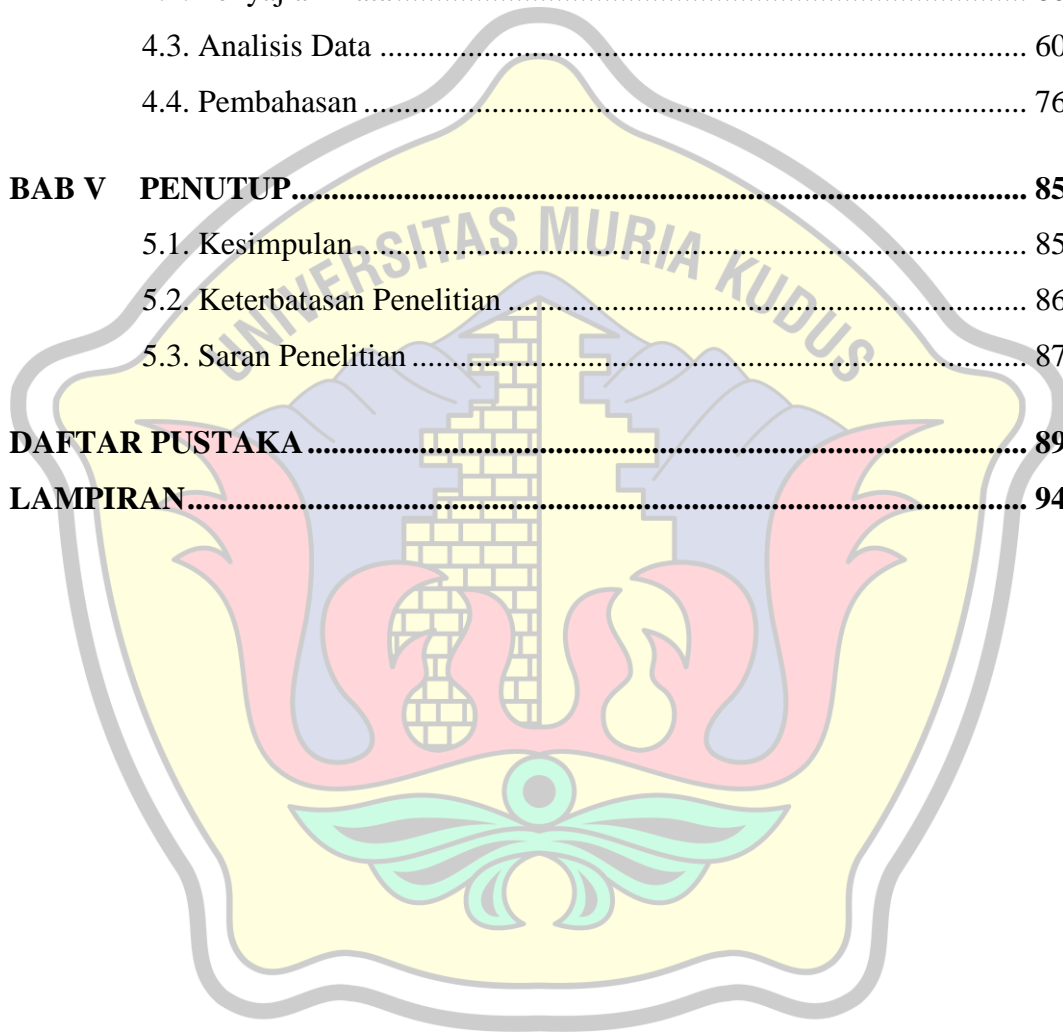 4.3. Analisis Data ........ 60
4.4. Pembahasan ........ 76
BAB V PENUTUP ........ 85
5.1. Kesimpulan ........ 85
5.2. Keterbatasan Penelitian ........ 86
5.3. Saran Penelitian ........ 87
DAFTAR PUSTAKA ........ 89
LAMPIRAN ........ 94
UNIVERSITAS MURIA KUDUS